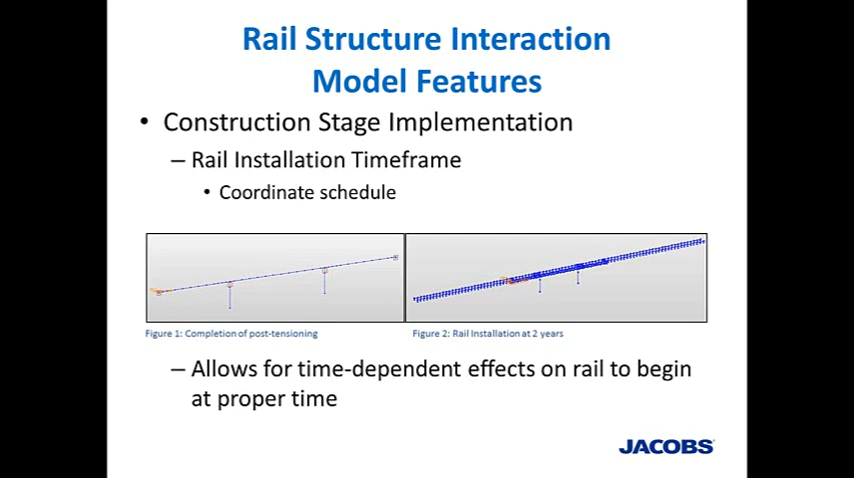 Rail Structure Interaction
Model Features
• Construction Stage Implementation
– Rail Installation Timeframe
• Coordinate schedule
Figure 1: Completion of post-tensioning
Figure 2: Rail Installation at 2 years
– Allows for time-dependent effects on rail to begin
at proper time
JACOBS